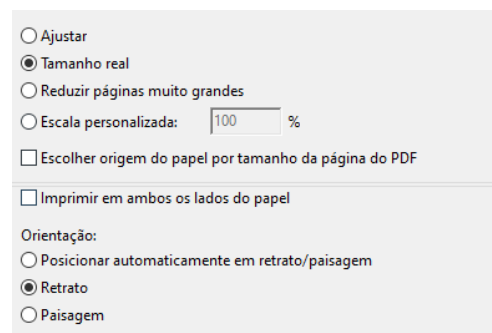 Ajustar
Tamanho real
Reduzir páginas muito grandes
Escala personalizada: 100 %
Escolher origem do papel por tamanho da página do PDF
Imprimir em ambos os lados do papel
Orientação:
Posicionar automaticamente em retrato/paisagem
Retrato
Paisagem